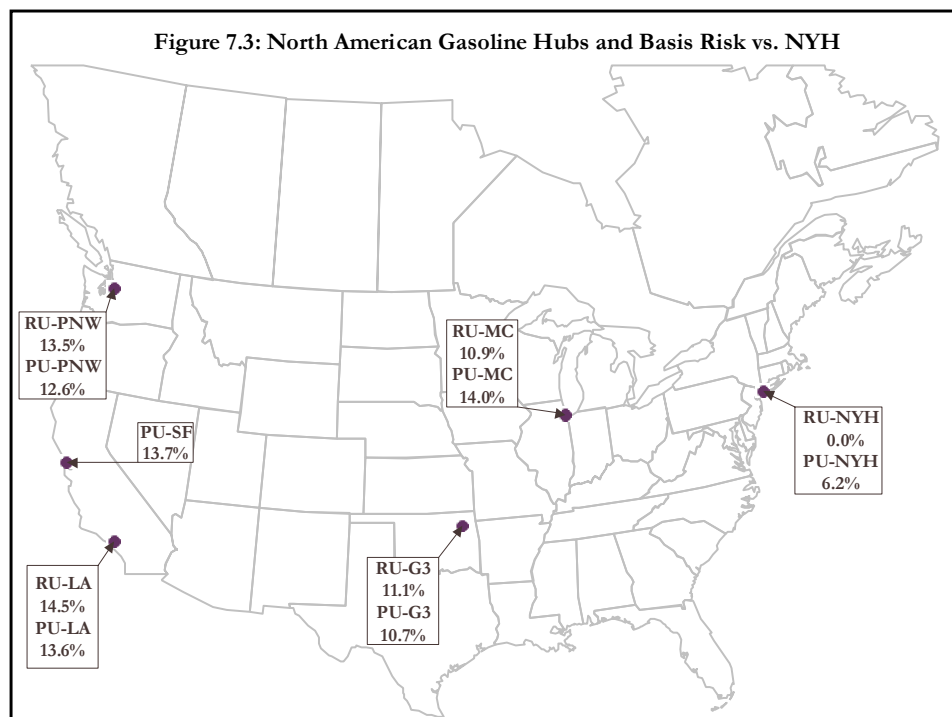 Figure 7.3: North American Gasoline Hubs and Basis Risk vs. NYH
RU-PNW
13.5%
PU-PNW
12.6%
PU-SF
13.7%
RU-LA
14.5%
PU-LA
13.6%
RU-MC
10.9%
PU-MC
14.0%
RU-G3
11.1%
PU-G3
10.7%
RU-NYH
0.0%
PU-NYH
6.2%